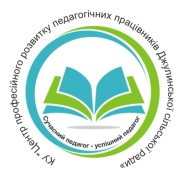 КУ "Центр професійного розвитку педагогічних працівників Джулинської сільської ради»
Сучасний педагог - успішний педагог